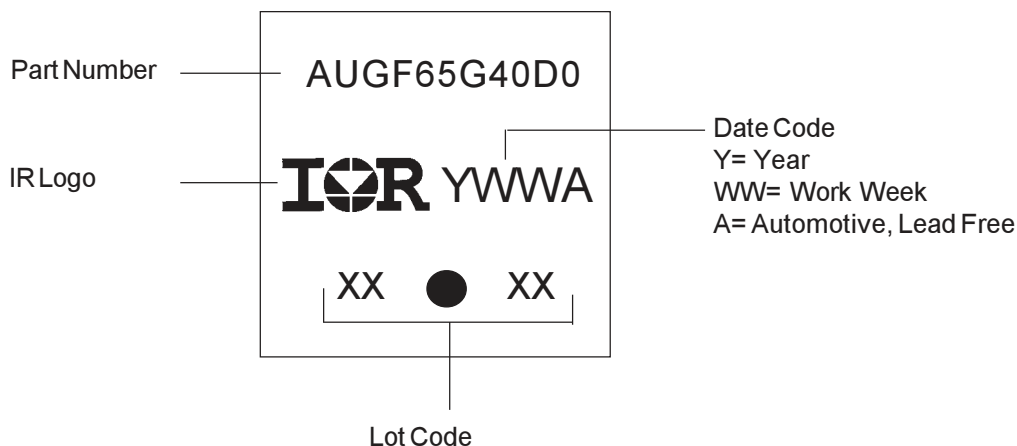 Part Number
AUGF65G40D0
IR Logo
IOR YWWA
Date Code
Y= Year
WW= Work Week
A= Automotive, Lead Free
XX XX
Lot Code